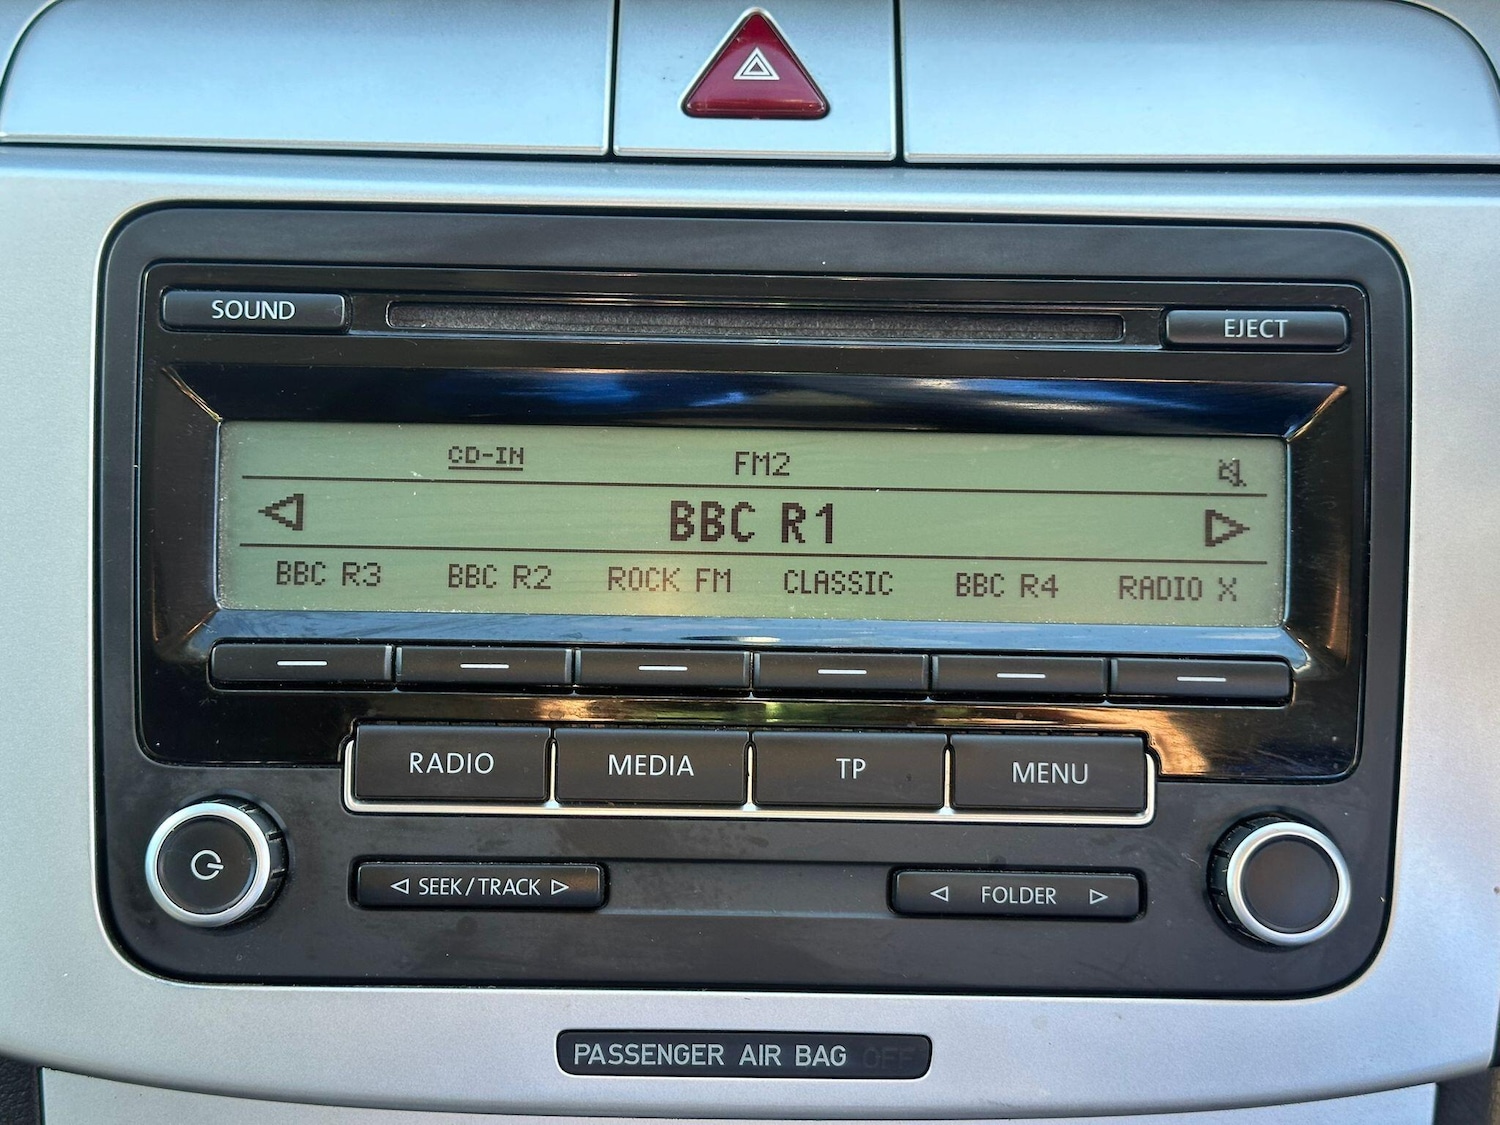 SOUND
EJECT
CD-IN FM2
BBC R1
BBC R3 BBC R2 ROCK FM CLASSIC BBC R4 RADIO X
RADIO MEDIA TP MENU
SEEK/TRACK FOLDER
PASSENGER AIR BAG OFF